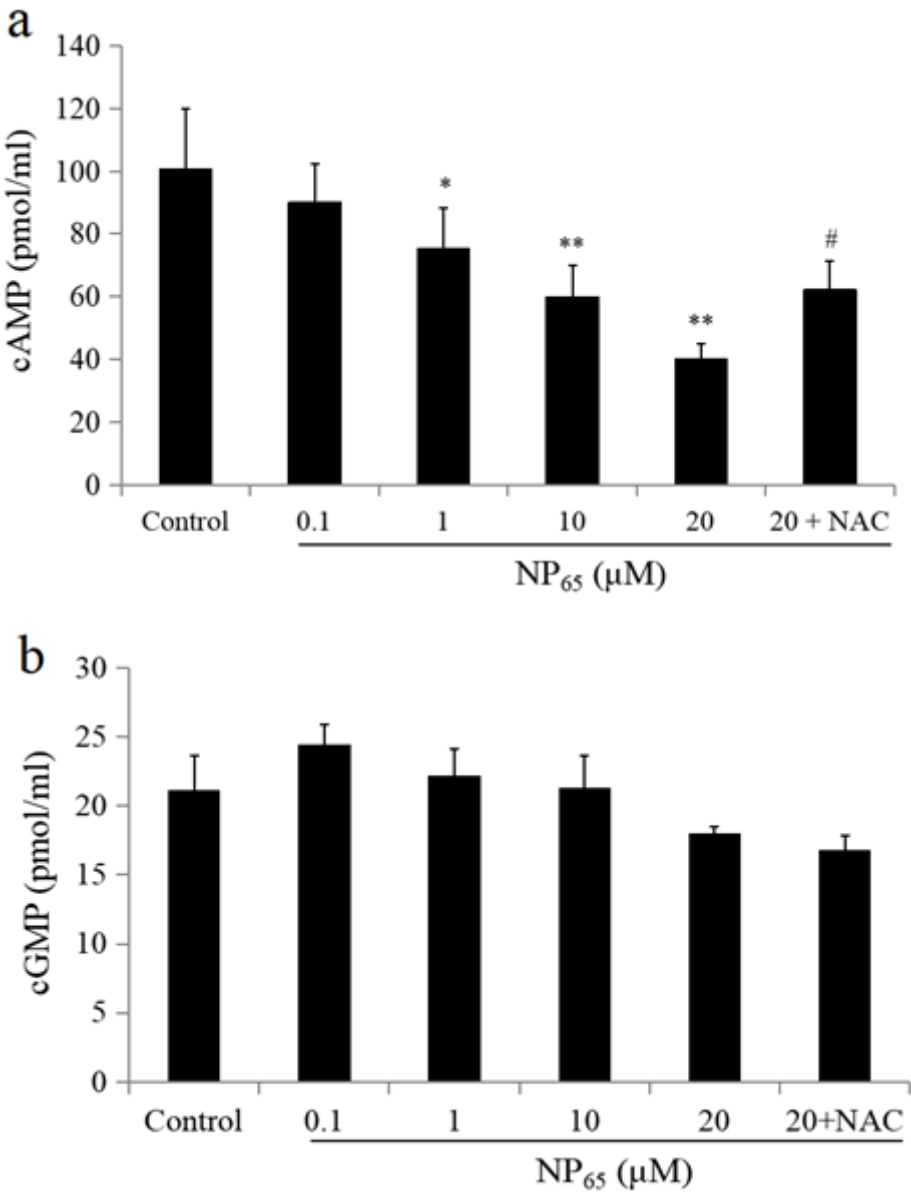 a
cAMP (pmol/ml)
140
120
100
80
60
40
20
0
*
**
**
#
Control 0.1 1 10 20 20 + NAC
NP₆₅ (µM)
b
cGMP (pmol/ml)
30
25
20
15
10
5
0
Control 0.1 1 10 20 20+NAC
NP₆₅ (µM)